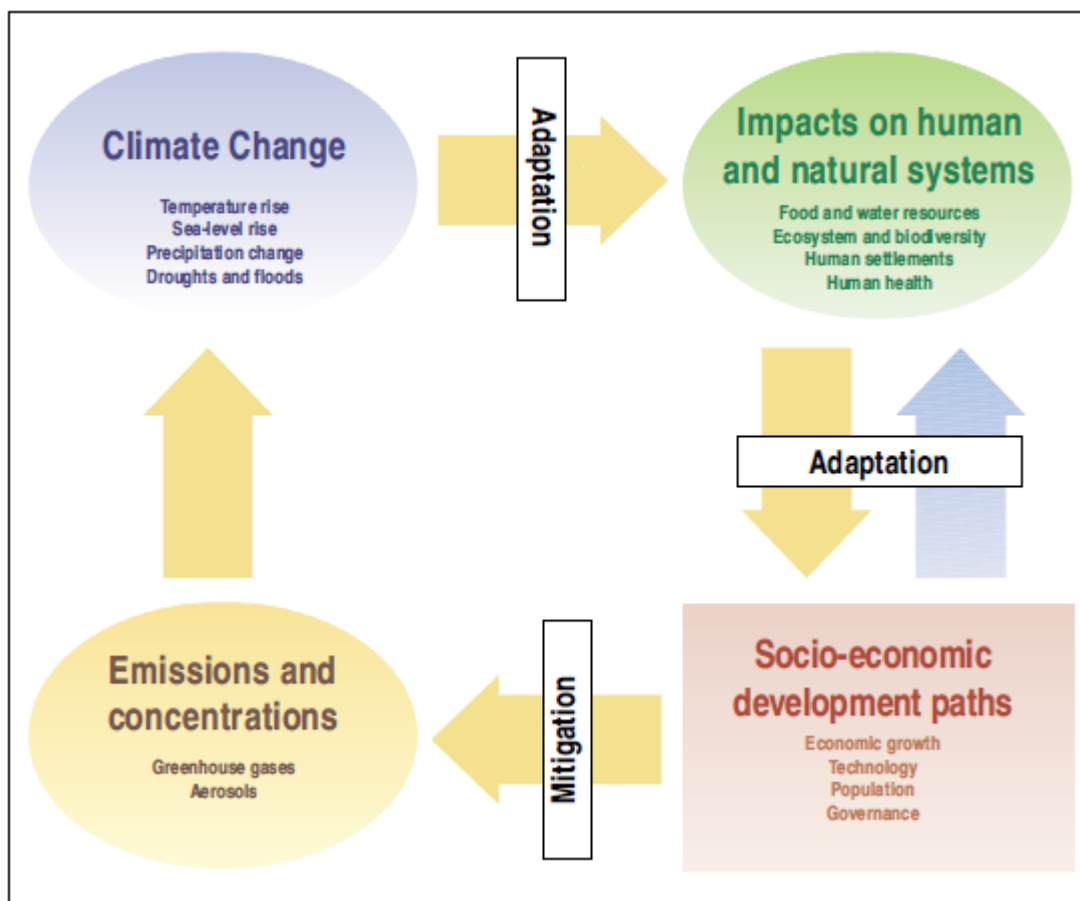 Climate Change
Temperature rise
Sea-level rise
Precipitation change
Droughts and floods
Adaptation
Impacts on human
and natural systems
Food and water resources
Ecosystem and biodiversity
Human settlements
Human health
Adaptation
Emissions and
concentrations
Greenhouse gases
Aerosols
Mitigation
Socio-economic
development paths
Economic growth
Technology
Population
Governance